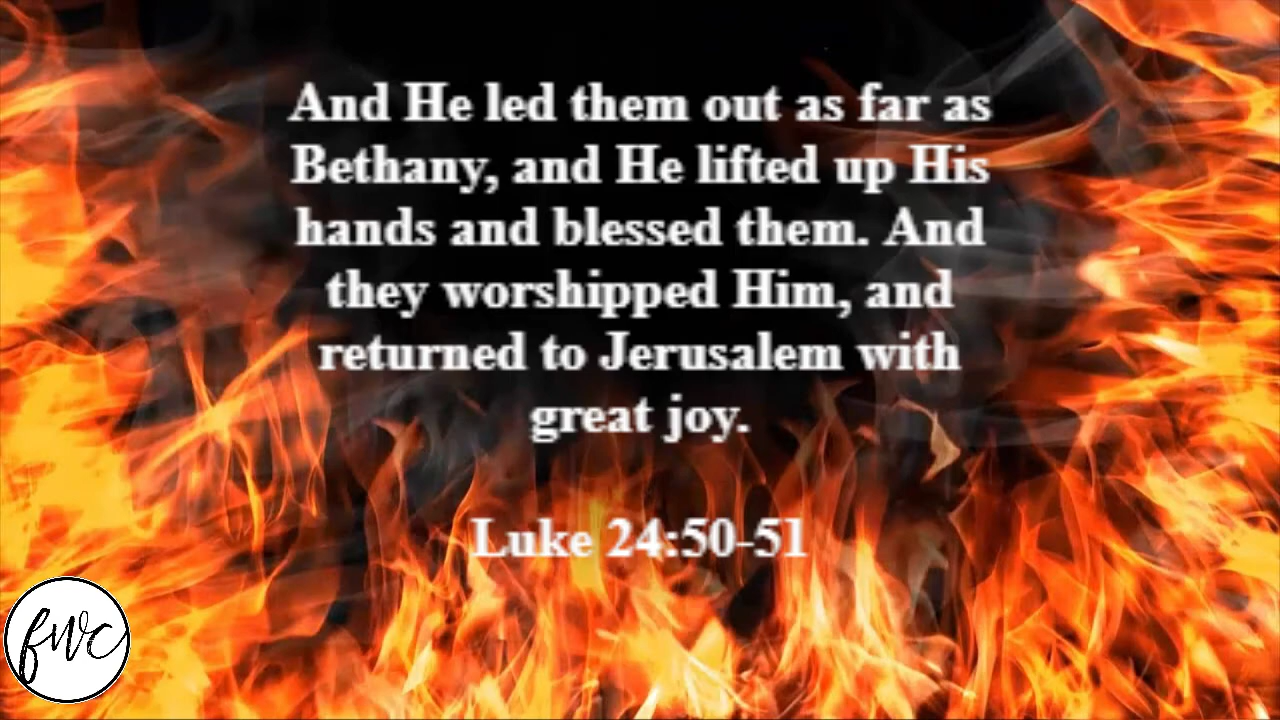 And He led them out as far as
Bethany, and He lifted up His
hands and blessed them. And
they worshipped Him, and
returned to Jerusalem with
great joy.
Luke 24:50-51
fwc